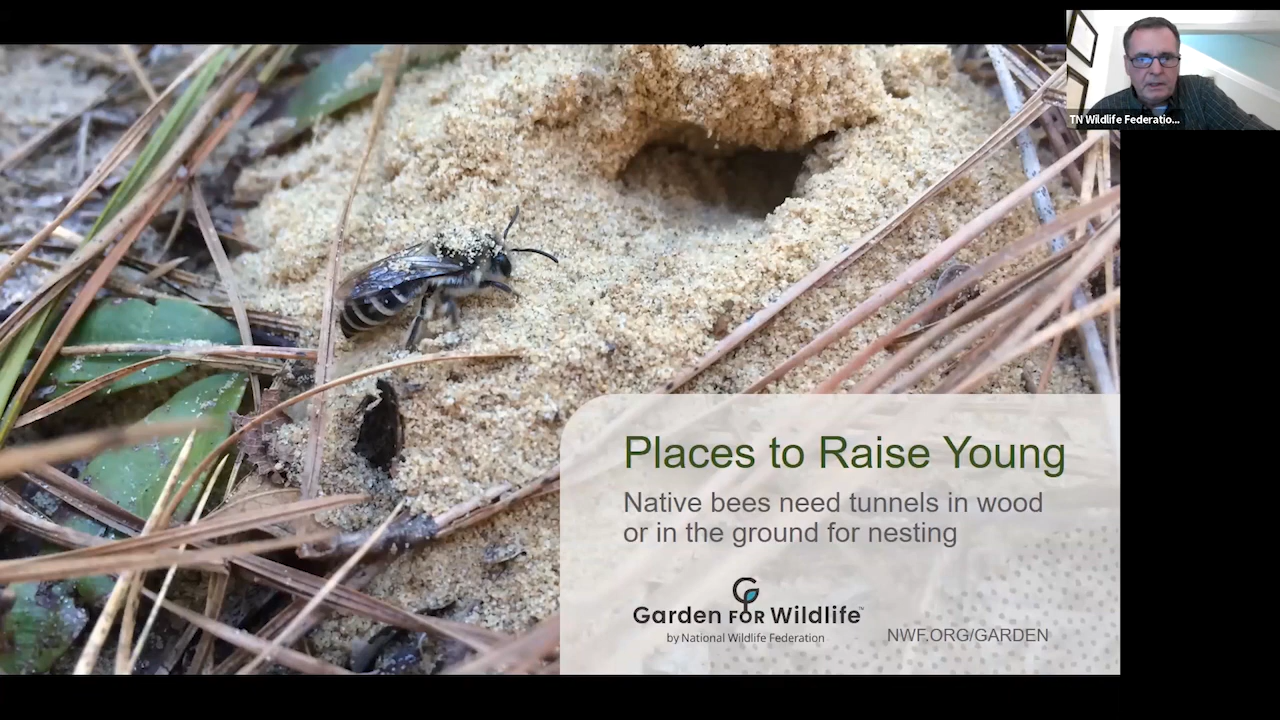 TN Wildlife Federatio...
Places to Raise Young
Native bees need tunnels in wood
or in the ground for nesting
Garden FOR Wildlife™
by National Wildlife Federation
NWF.ORG/GARDEN